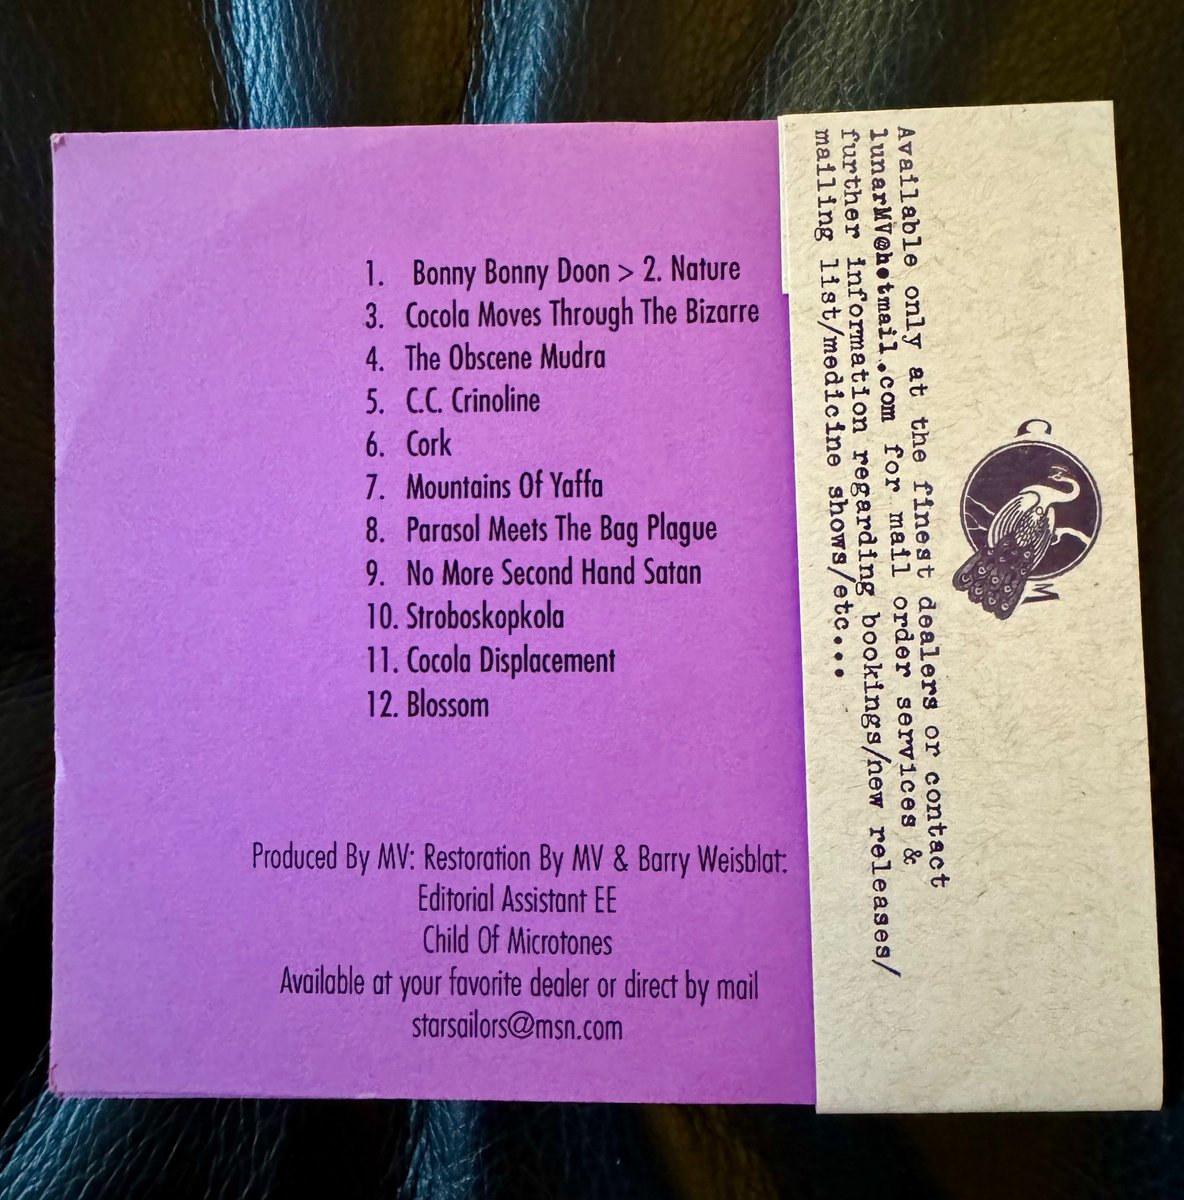 1. Bonny Bonny Doon > 2. Nature
3. Cocola Moves Through The Bizarre
4. The Obscene Mudra
5. C.C. Crinoline
6. Cork
7. Mountains Of Yaffa
8. Parasol Meets The Bag Plague
9. No More Second Hand Satan
10. Stroboskopkola
11. Cocola Displacement
12. Blossom
Produced By MV: Restoration By MV & Barry Weisblat:
Editorial Assistant EE
Child Of Microtones
Available at your favorite dealer or direct by mail
starsailors@msn.com
Available only at the finest dealers or contact
lunarMV@hotmail.com for mail order services &
further information regarding bookings/new releases/
mailing list/medicine shows/etc...
C
M